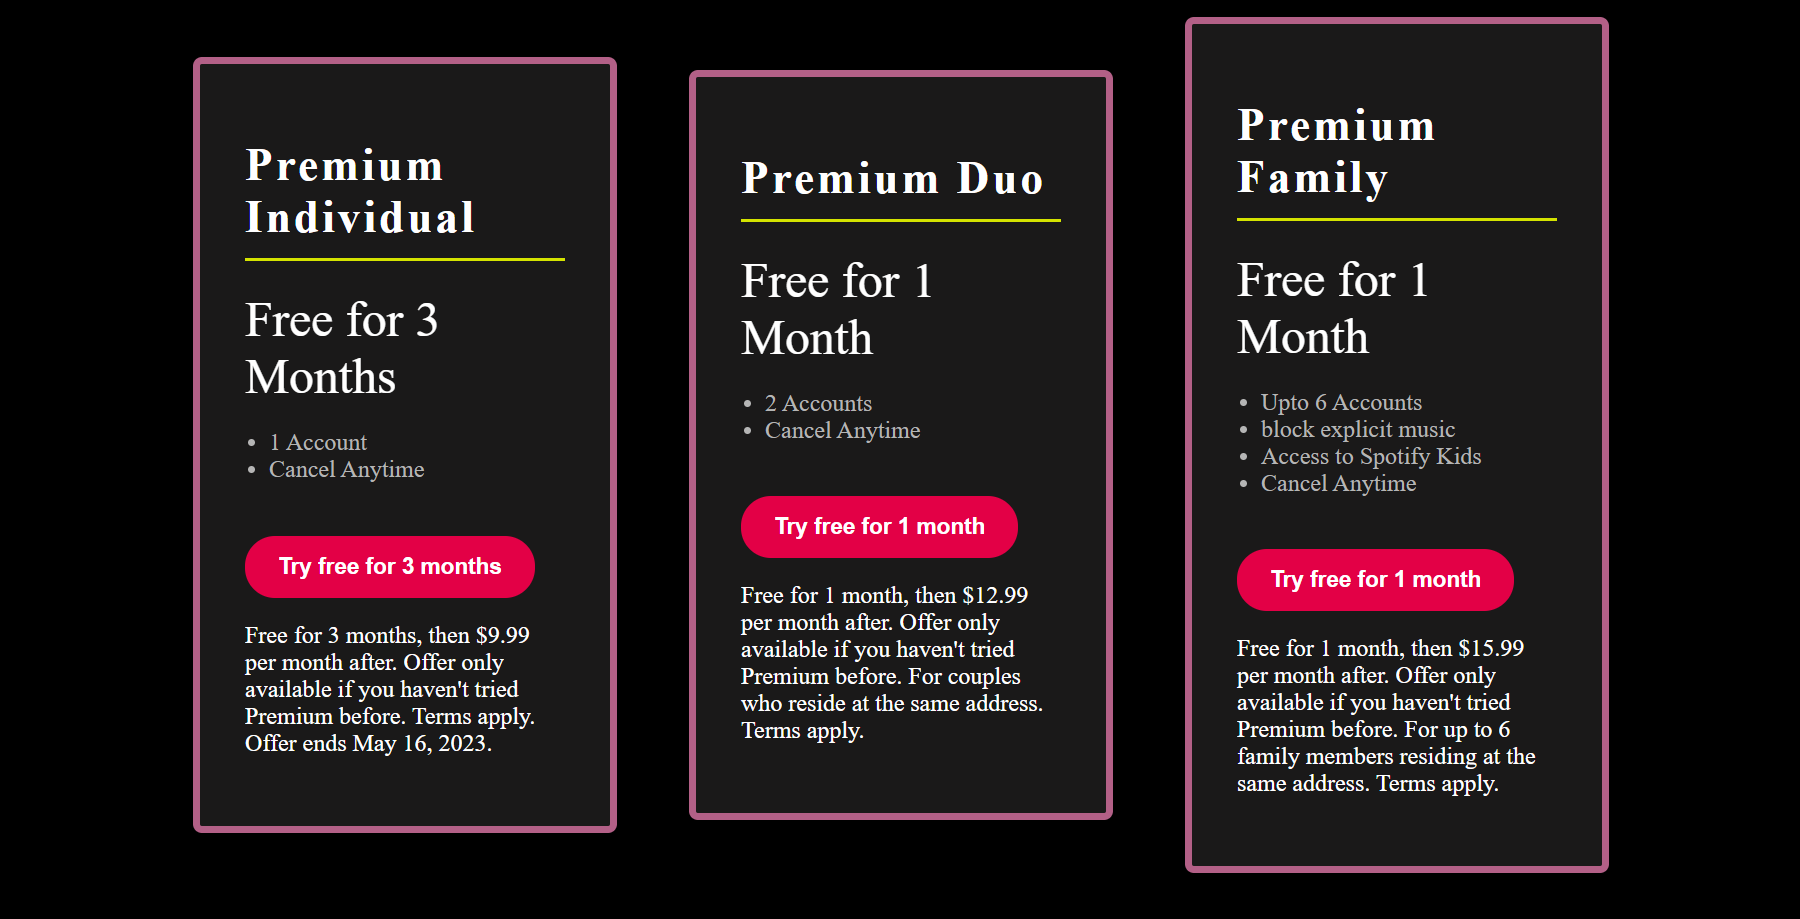 Premium
Individual
Free for 3
Months
1 Account
Cancel Anytime
Try free for 3 months
Free for 3 months, then $9.99
per month after. Offer only
available if you haven't tried
Premium before. Terms apply.
Offer ends May 16, 2023.
Premium Duo
Free for 1
Month
2 Accounts
Cancel Anytime
Try free for 1 month
Free for 1 month, then $12.99
per month after. Offer only
available if you haven't tried
Premium before. For couples
who reside at the same address.
Terms apply.
Premium
Family
Free for 1
Month
Upto 6 Accounts
block explicit music
Access to Spotify Kids
Cancel Anytime
Try free for 1 month
Free for 1 month, then $15.99
per month after. Offer only
available if you haven't tried
Premium before. For up to 6
family members residing at the
same address. Terms apply.